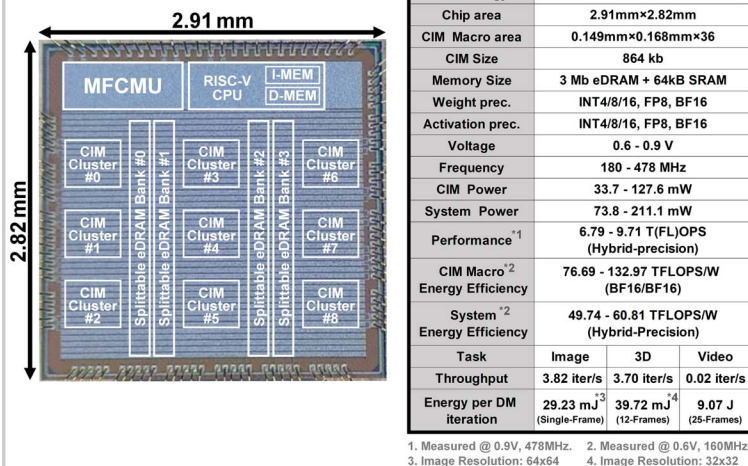 2.91 mm
2.82 mm
MFCMU
RISC-V
CPU
I-MEM
D-MEM
CIM
Cluster
#0
CIM
Cluster
#1
CIM
Cluster
#2
Splittable eDRAM Bank #0
Splittable eDRAM Bank #1
CIM
Cluster
#3
CIM
Cluster
#4
CIM
Cluster
#5
Splittable eDRAM Bank #2
Splittable eDRAM Bank #3
CIM
Cluster
#6
CIM
Cluster
#7
CIM
Cluster
#8
Chip area 2.91mm×2.82mm
CIM Macro area 0.149mm×0.168mm×36
CIM Size 864 kb
Memory Size 3 Mb eDRAM + 64kB SRAM
Weight prec. INT4/8/16, FP8, BF16
Activation prec. INT4/8/16, FP8, BF16
Voltage 0.6 - 0.9 V
Frequency 180 - 478 MHz
CIM Power 33.7 - 127.6 mW
System Power 73.8 - 211.1 mW
Performance*1 6.79 - 9.71 T(FL)OPS
(Hybrid-precision)
CIM Macro*2 76.69 - 132.97 TFLOPS/W
Energy Efficiency (BF16/BF16)
System *2 49.74 - 60.81 TFLOPS/W
Energy Efficiency (Hybrid-Precision)
Task Image 3D Video
Throughput 3.82 iter/s 3.70 iter/s 0.02 iter/s
Energy per DM 29.23 mJ*3 39.72 mJ*4 9.07 J
iteration (Single-Frame) (12-Frames) (25-Frames)
1. Measured @ 0.9V, 478MHz. 2. Measured @ 0.6V, 160MHz
3. Image Resolution: 64x64 4. Image Resolution: 32x32